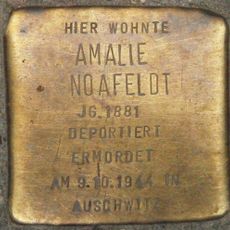 HIER WOHNTE
AMALIE
NOAFELDT
JG. 1881
DEPORTIERT
ERMORDET
AM 9.10.1944 IN
AUSCHWITZ